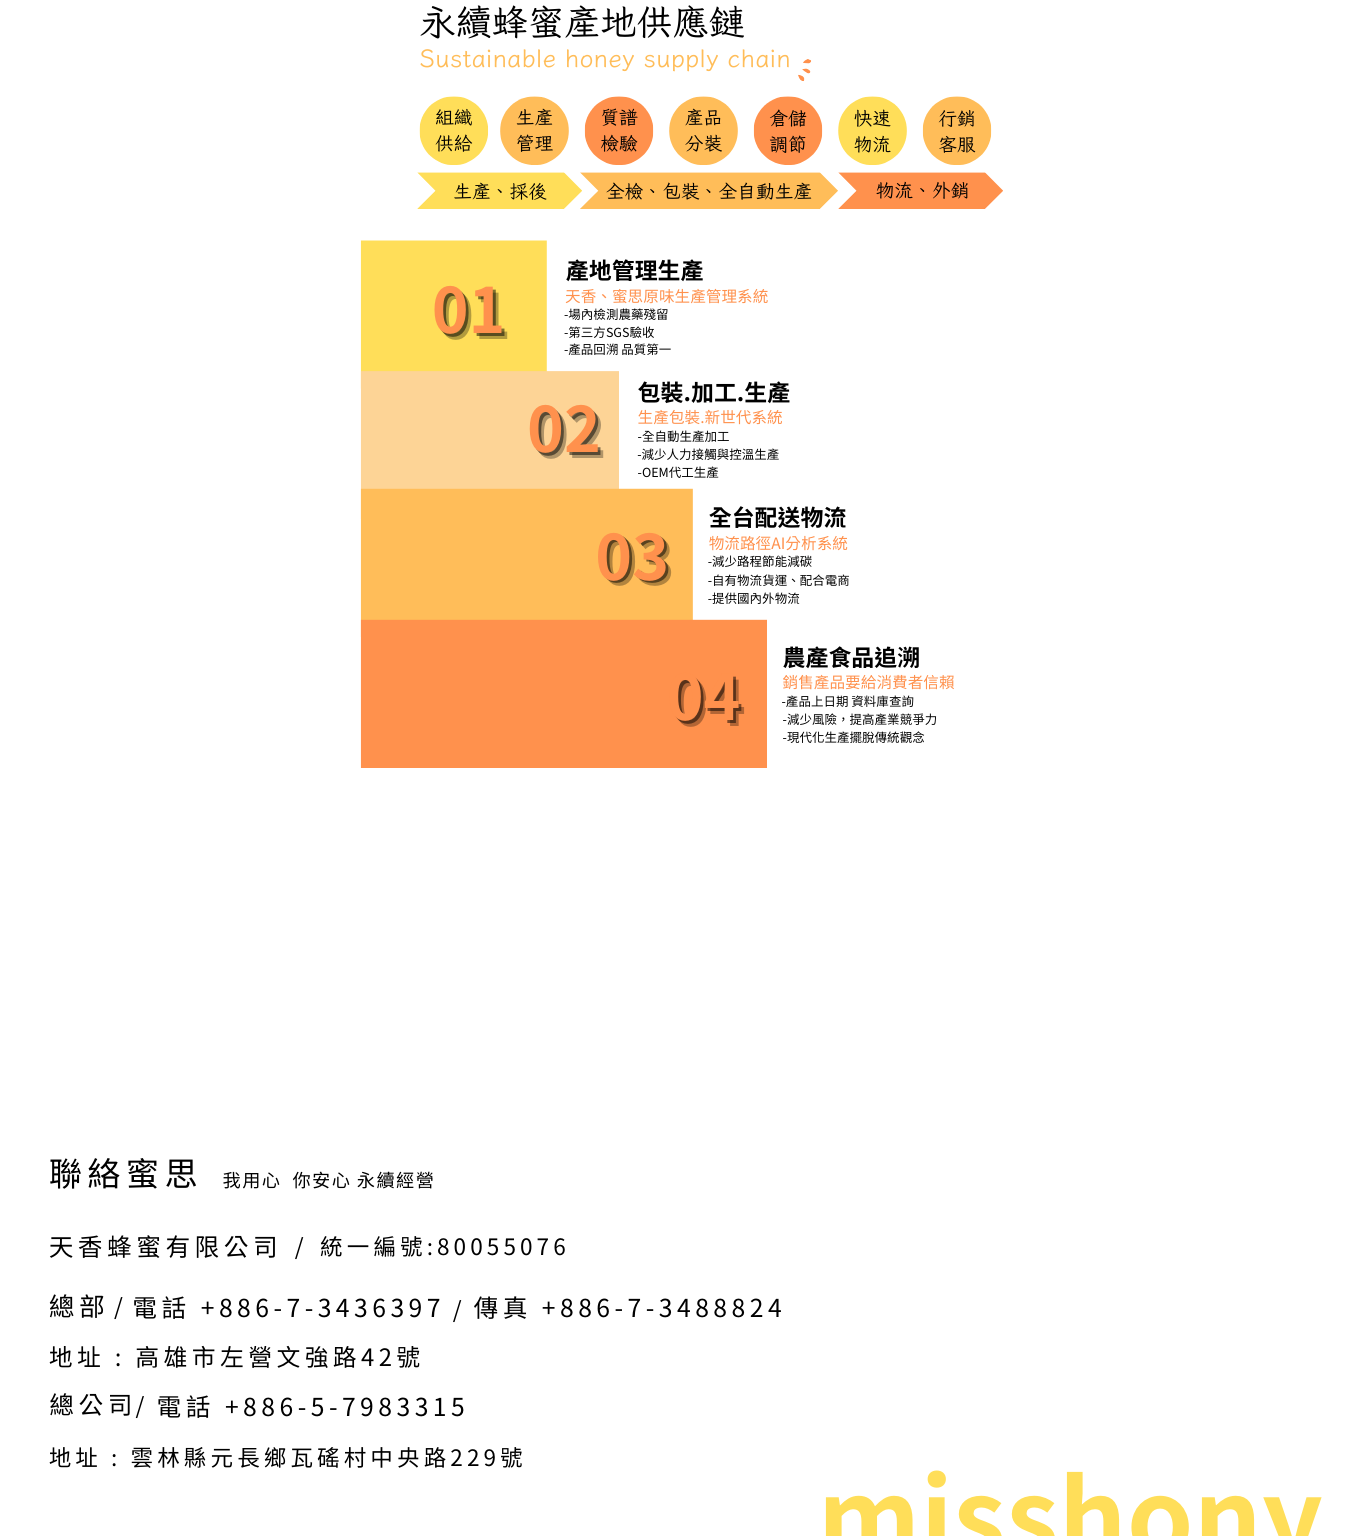 永續蜂蜜產地供應鏈
Sustainable honey supply chain
組織
供給
生產
管理
質譜
檢驗
產品
分裝
倉儲
調節
快速
物流
行銷
客服
生產、採後
全檢、包裝、全自動生產
物流、外銷
01
產地管理生產
天香、蜜思原味生產管理系統
-場內檢測農藥殘留
-第三方SGS驗收
-產品回溯 品質第一
02
包裝.加工.生產
生產包裝.新世代系統
-全自動生產加工
-減少人力接觸與控溫生產
-OEM代工生產
03
全台配送物流
物流路徑AI分析系統
-減少路程節能減碳
-自有物流貨運、配合電商
-提供國內外物流
04
農產食品追溯
銷售產品要給消費者信賴
-產品上日期 資料庫查詢
-減少風險，提高產業競爭力
-現代化生產擺脫傳統觀念
聯絡蜜思 我用心 你安心 永續經營
天香蜂蜜有限公司 / 統一編號:80055076
總部 / 電話 +886-7-3436397 / 傳真 +886-7-3488824
地址 : 高雄市左營文強路42號
總公司/ 電話 +886-5-7983315
地址 : 雲林縣元長鄉瓦磘村中央路229號
misshony